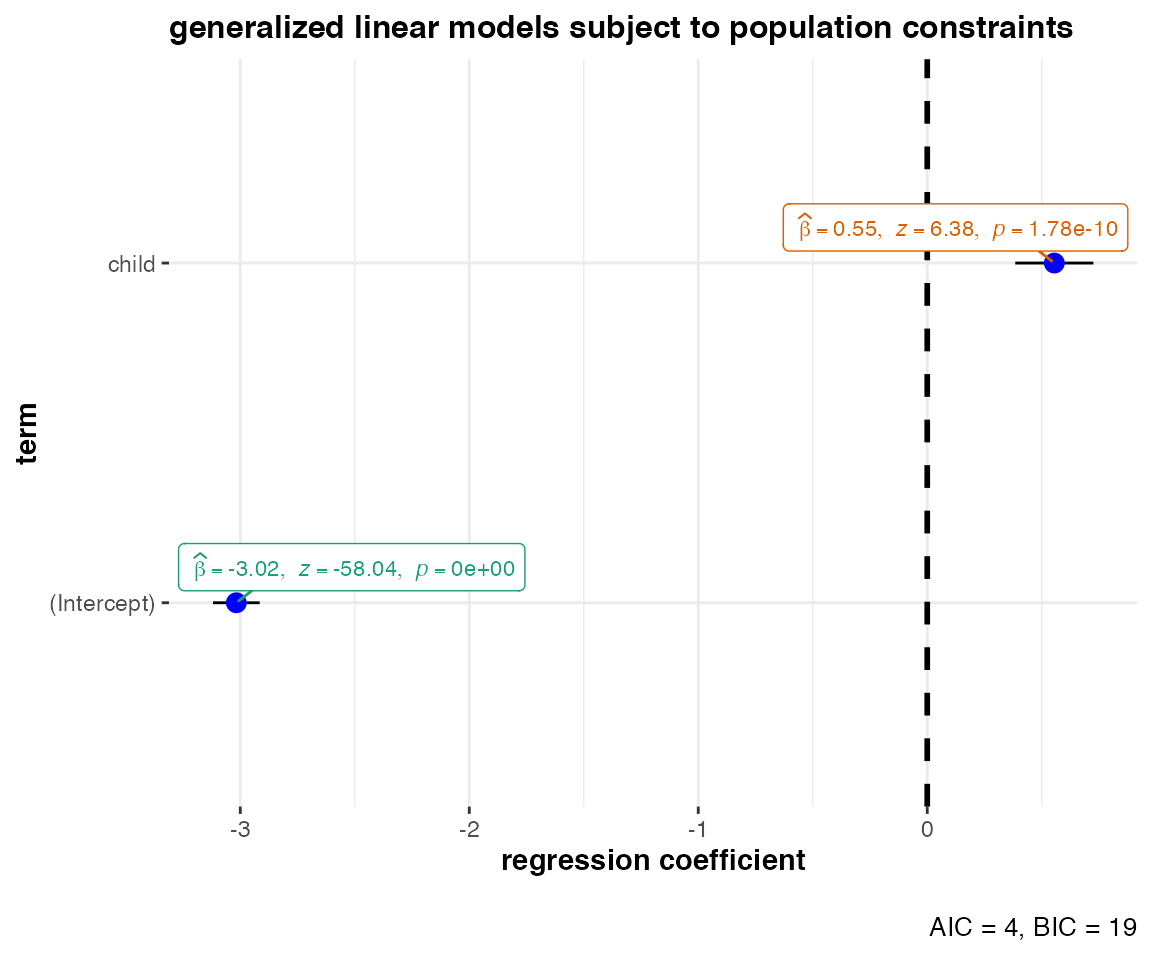 generalized linear models subject to population constraints
β̂ = 0.55, z = 6.38, p = 1.78e-10
child
term
β̂ = -3.02, z = -58.04, p = 0e+00
(Intercept)
-3 -2 -1 0
regression coefficient
AIC = 4, BIC = 19